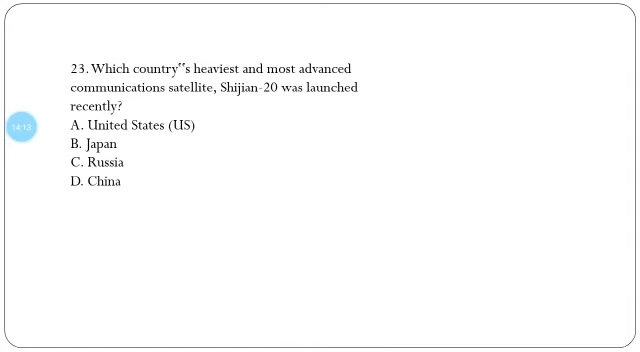 23. Which country‟s heaviest and most advanced
communications satellite, Shijian-20 was launched
recently?
14:13
A. United States (US)
B. Japan
C. Russia
D. China